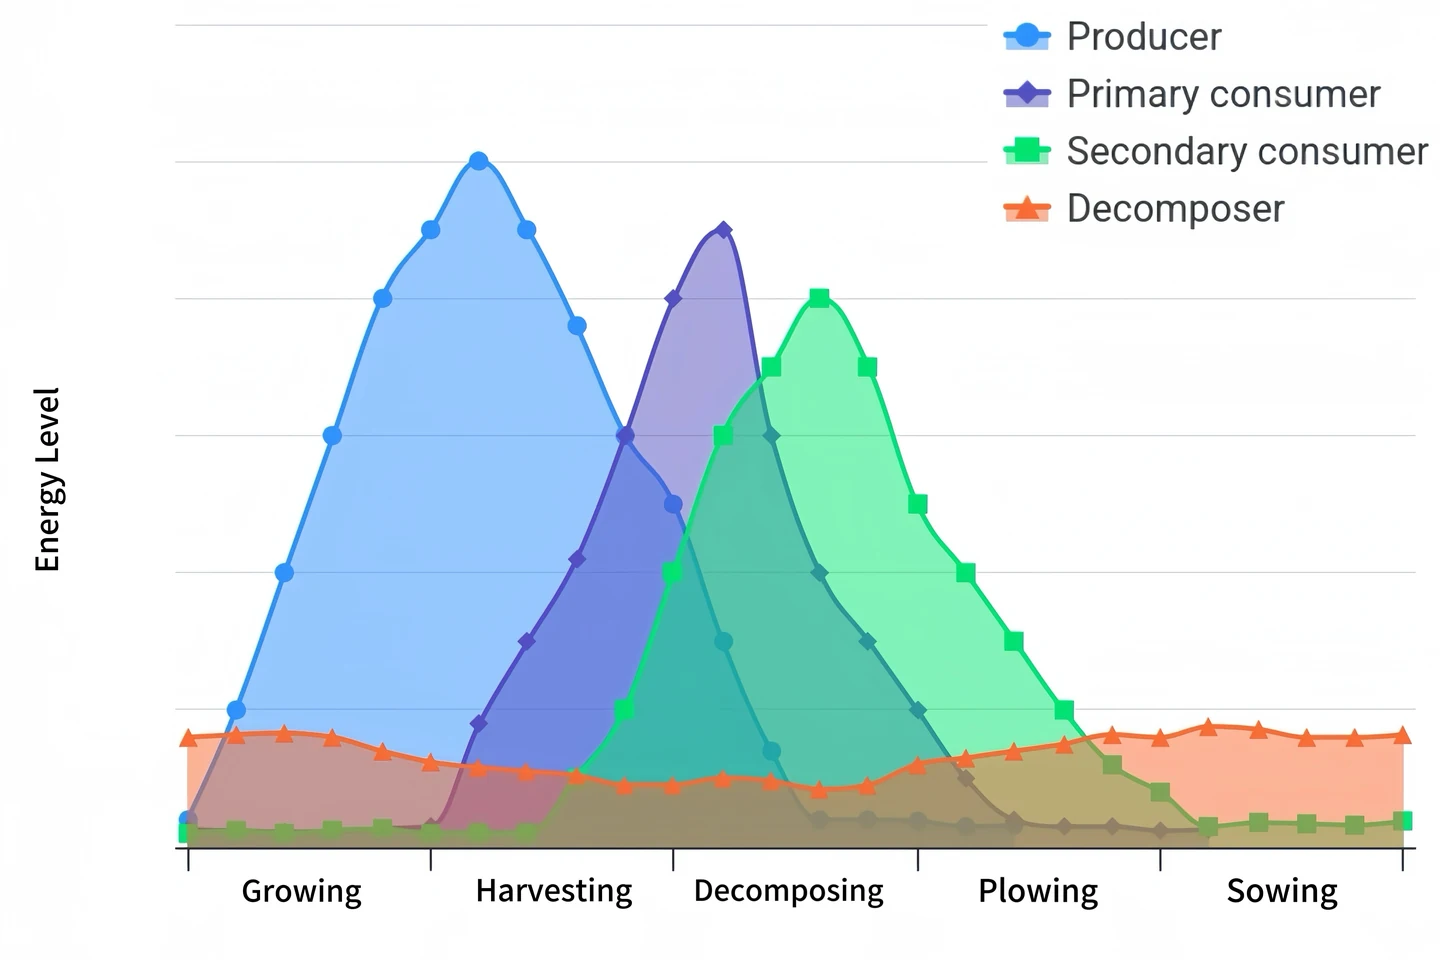 Producer
Primary consumer
Secondary consumer
Decomposer
Energy Level
Growing
Harvesting
Decomposing
Plowing
Sowing